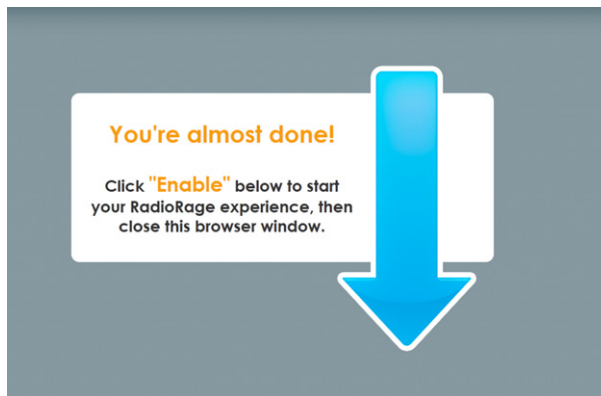 You're almost done!
Click "Enable" below to start
your RadioRage experience, then
close this browser window.